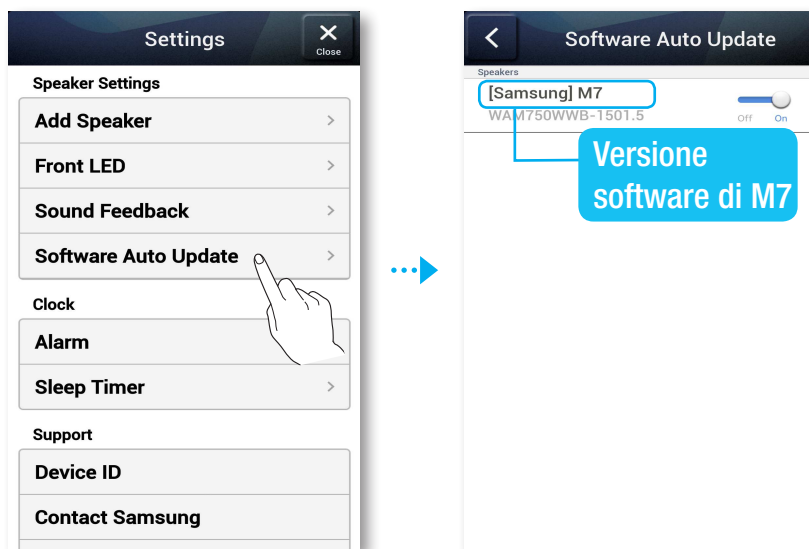 Settings
Close
Speaker Settings
Add Speaker
Front LED
Sound Feedback
Software Auto Update
Clock
Alarm
Sleep Timer
Support
Device ID
Contact Samsung
Software Auto Update
Speakers
[Samsung] M7
WAM750WWB-1501.5
Off On
Versione
software di M7